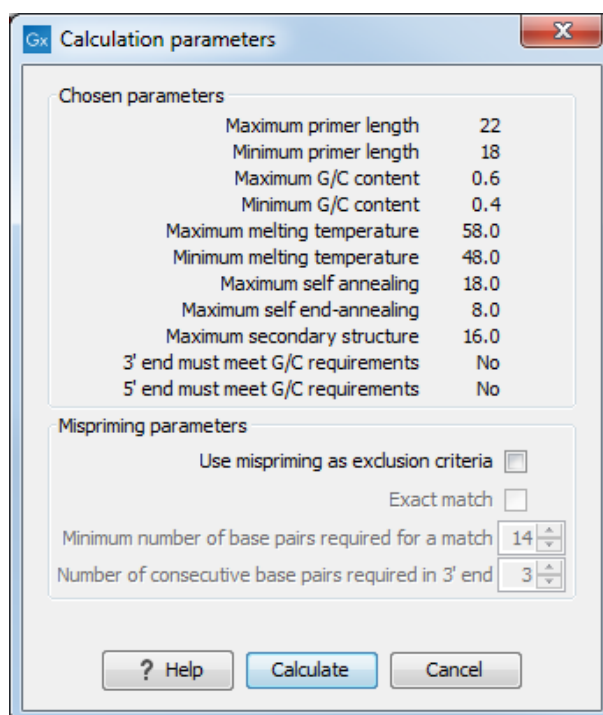 Gx Calculation parameters
Chosen parameters
Maximum primer length 22
Minimum primer length 18
Maximum G/C content 0.6
Minimum G/C content 0.4
Maximum melting temperature 58.0
Minimum melting temperature 48.0
Maximum self annealing 18.0
Maximum self end-annealing 8.0
Maximum secondary structure 16.0
3' end must meet G/C requirements No
5' end must meet G/C requirements No
Mispriming parameters
Use mispriming as exclusion criteria
Exact match
Minimum number of base pairs required for a match 14
Number of consecutive base pairs required in 3' end 3
? Help Calculate Cancel